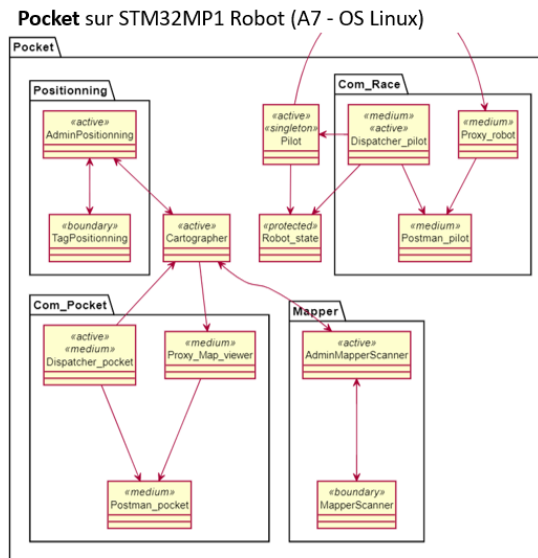 Pocket sur STM32MP1 Robot (A7 - OS Linux)
Pocket
Positionning
«active»
AdminPositionning
«boundary»
TagPositionning
«active»
«singleton»
Pilot
Com_Race
«medium»
«active»
Dispatcher_pilot
«medium»
Proxy_robot
«active»
Cartographer
«protected»
Robot_state
«medium»
Postman_pilot
Com_Pocket
«active»
«medium»
Dispatcher_pocket
Proxy_Map_viewer
«medium»
Postman_pocket
Mapper
«active»
AdminMapperScanner
«boundary»
MapperScanner